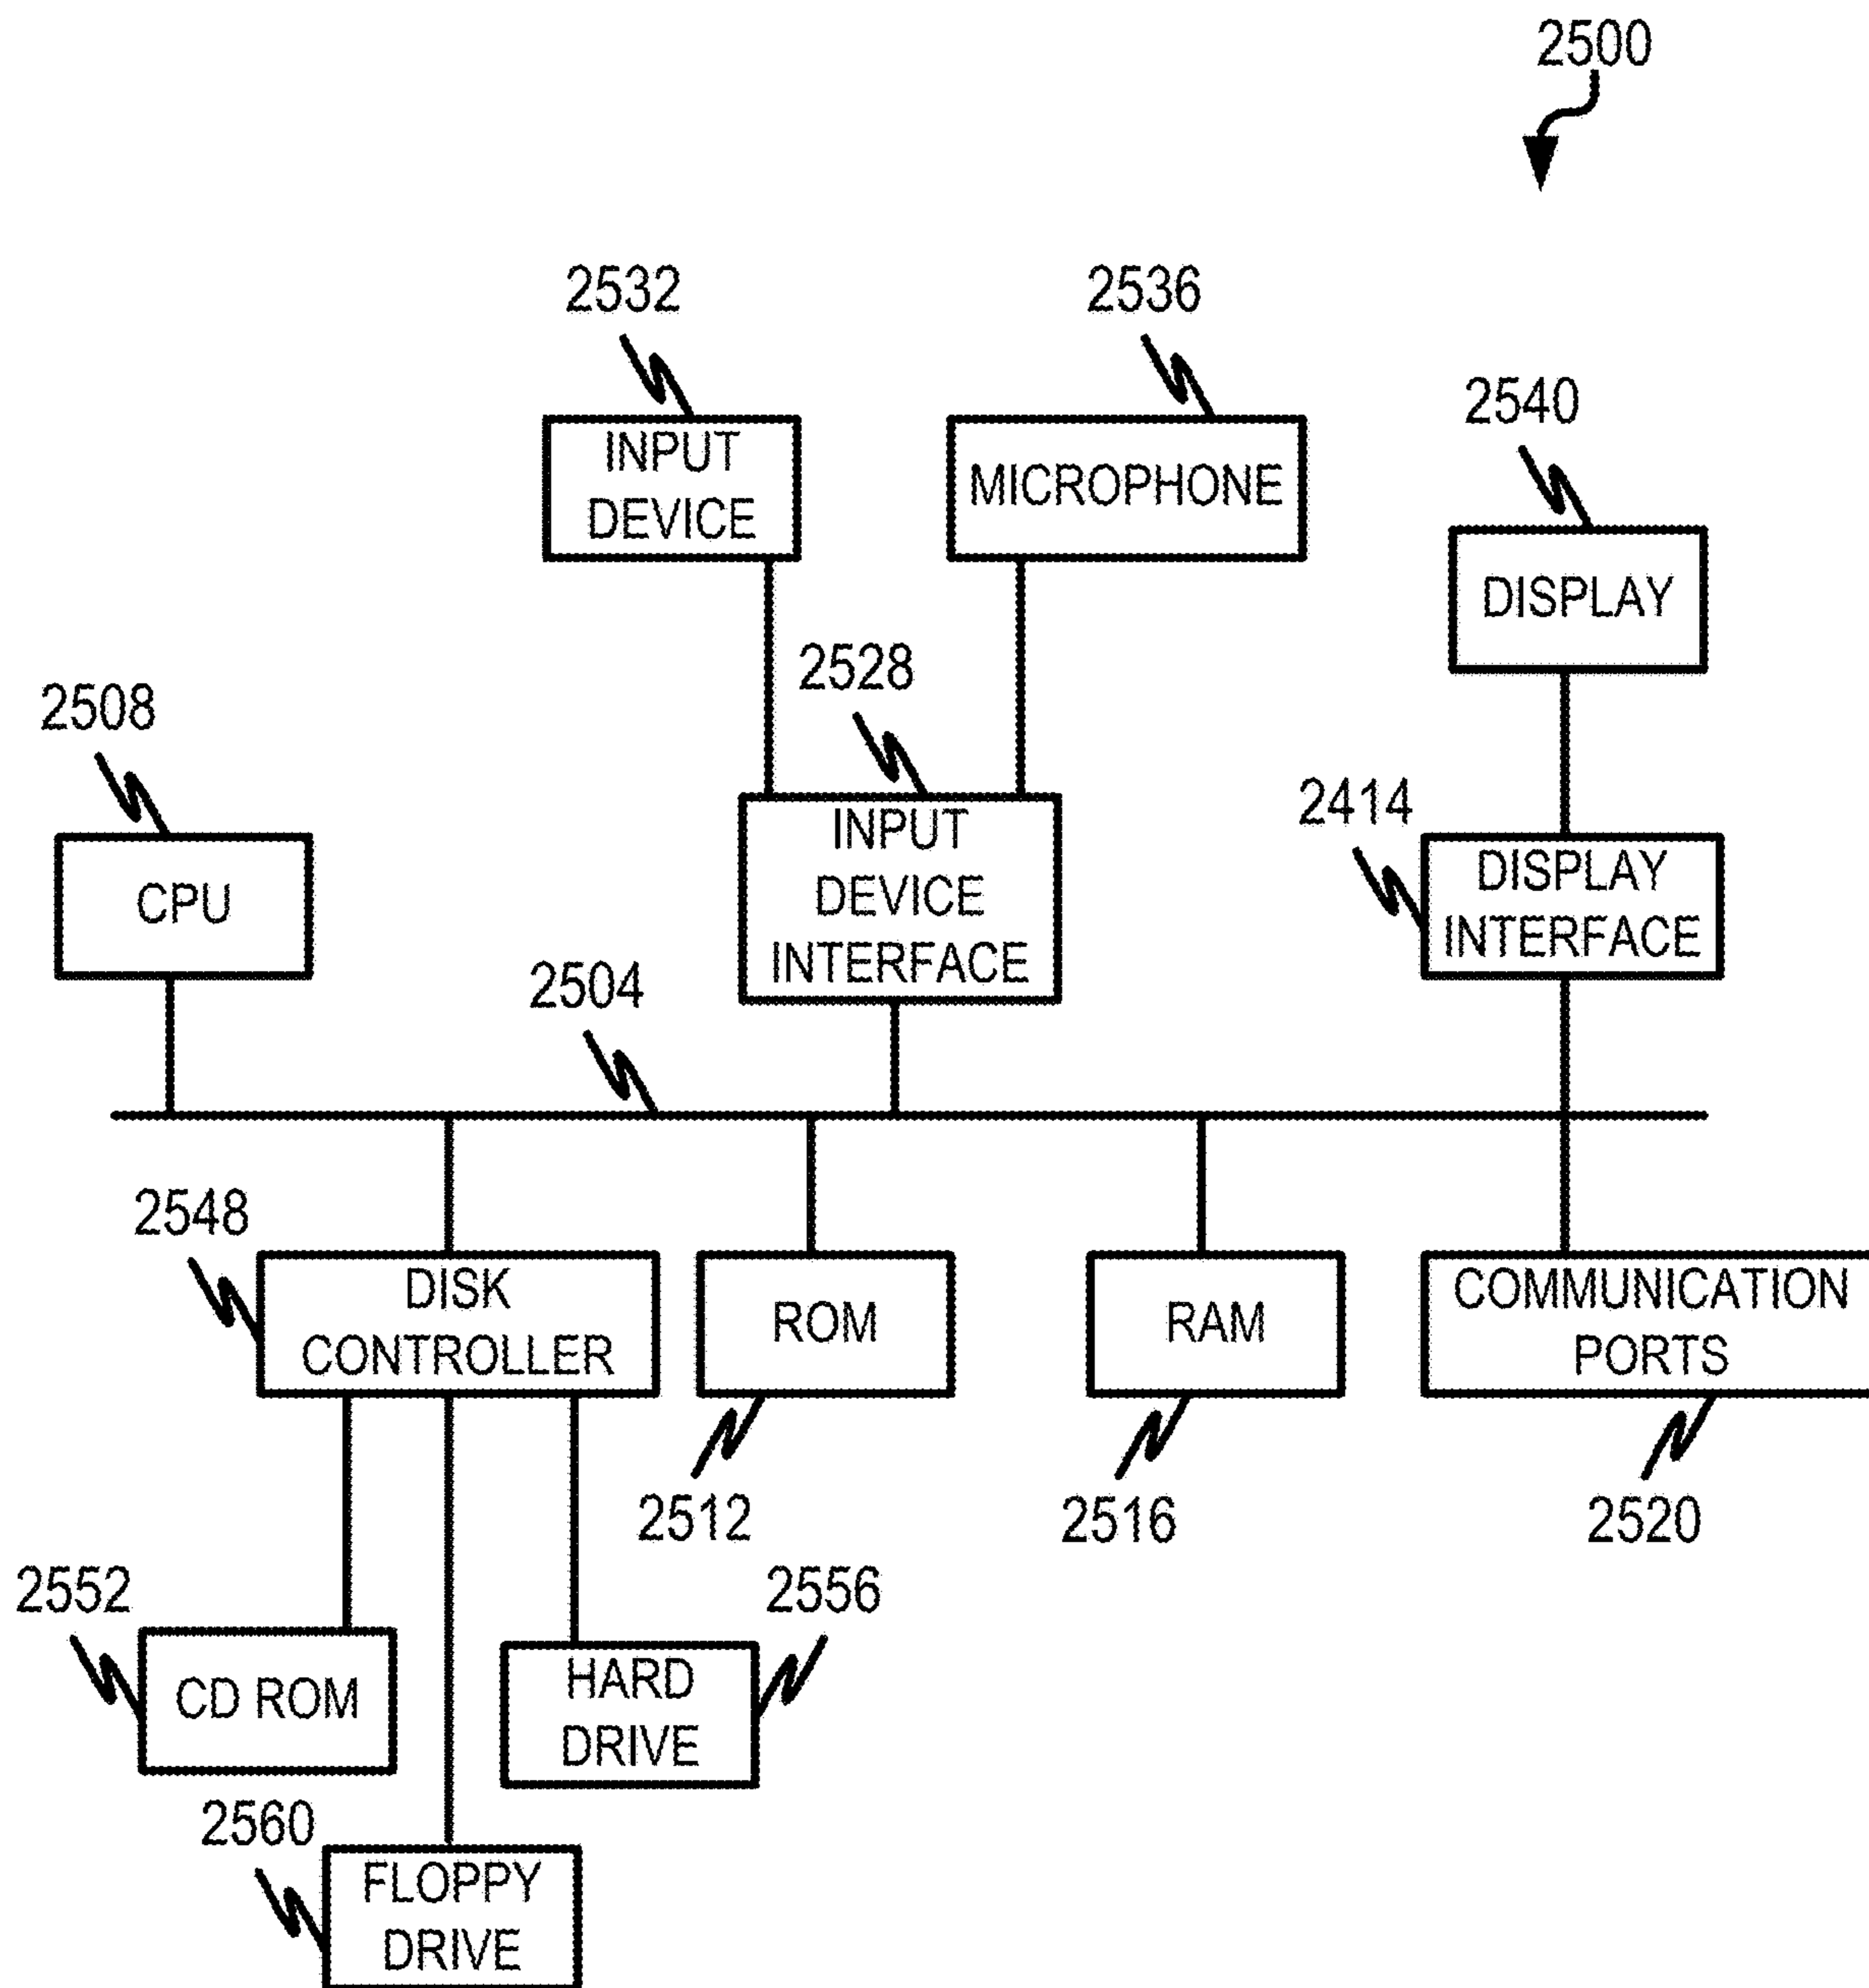 2500
2532
2536
INPUT
DEVICE
MICROPHONE
2540
DISPLAY
2528
2508
2414
INPUT
DEVICE
INTERFACE
CPU
DISPLAY
INTERFACE
2504
2548
DISK
CONTROLLER
ROM
RAM
COMMUNICATION
PORTS
2512
2516
2520
2552
2556
CD ROM
HARD
DRIVE
2560
FLOPPY
DRIVE